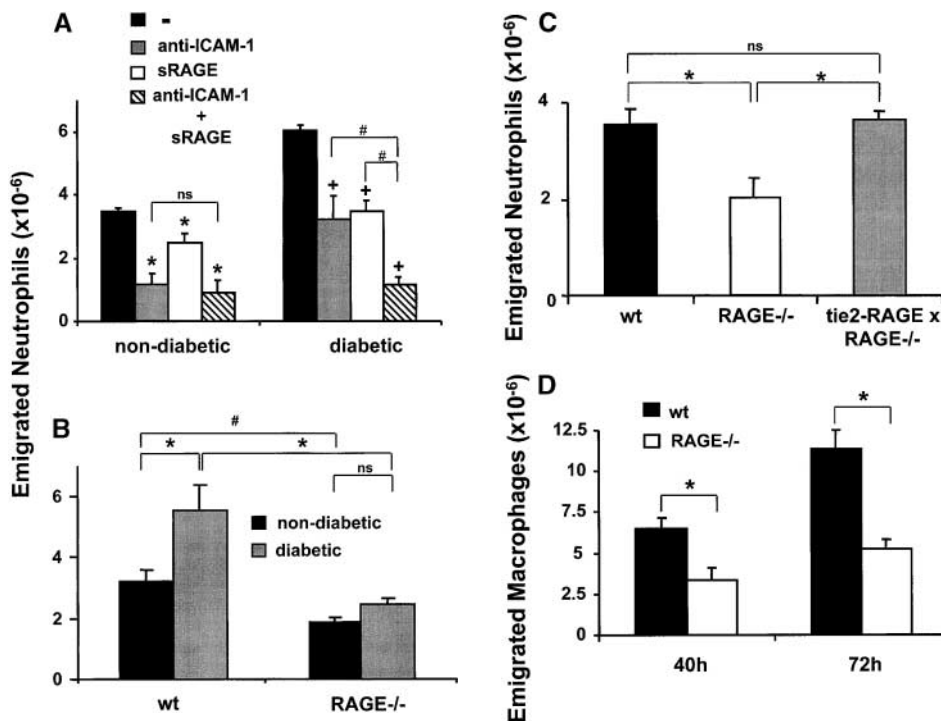 A
-
anti-ICAM-1
sRAGE
anti-ICAM-1
+
sRAGE
Emigrated Neutrophils (x10-6)
6
4
2
0
#
#
ns
*
*
*
+
+
+
non-diabetic
diabetic
B
#
*
*
ns
6
4
2
0
non-diabetic
diabetic
wt
RAGE-/-
C
Emigrated Neutrophils (x10-6)
ns
*
*
4
2
0
wt
RAGE-/-
tie2-RAGE x
RAGE-/-
D
Emigrated Macrophages (x10-6)
wt
RAGE-/-
*
*
12.5
10
7.5
5
2.5
0
40h
72h